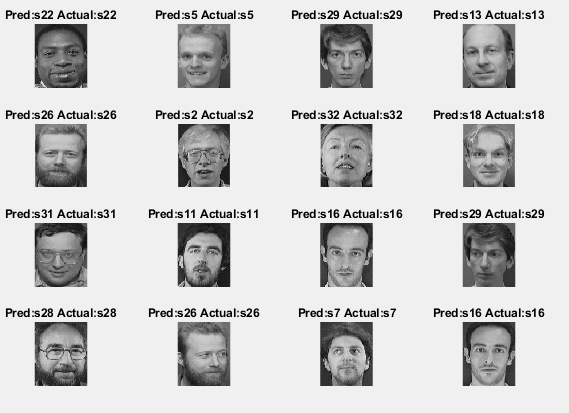 Pred:s22 Actual:s22
Pred:s5 Actual:s5
Pred:s29 Actual:s29
Pred:s13 Actual:s13
Pred:s26 Actual:s26
Pred:s2 Actual:s2
Pred:s32 Actual:s32
Pred:s18 Actual:s18
Pred:s31 Actual:s31
Pred:s11 Actual:s11
Pred:s16 Actual:s16
Pred:s29 Actual:s29
Pred:s28 Actual:s28
Pred:s26 Actual:s26
Pred:s7 Actual:s7
Pred:s16 Actual:s16